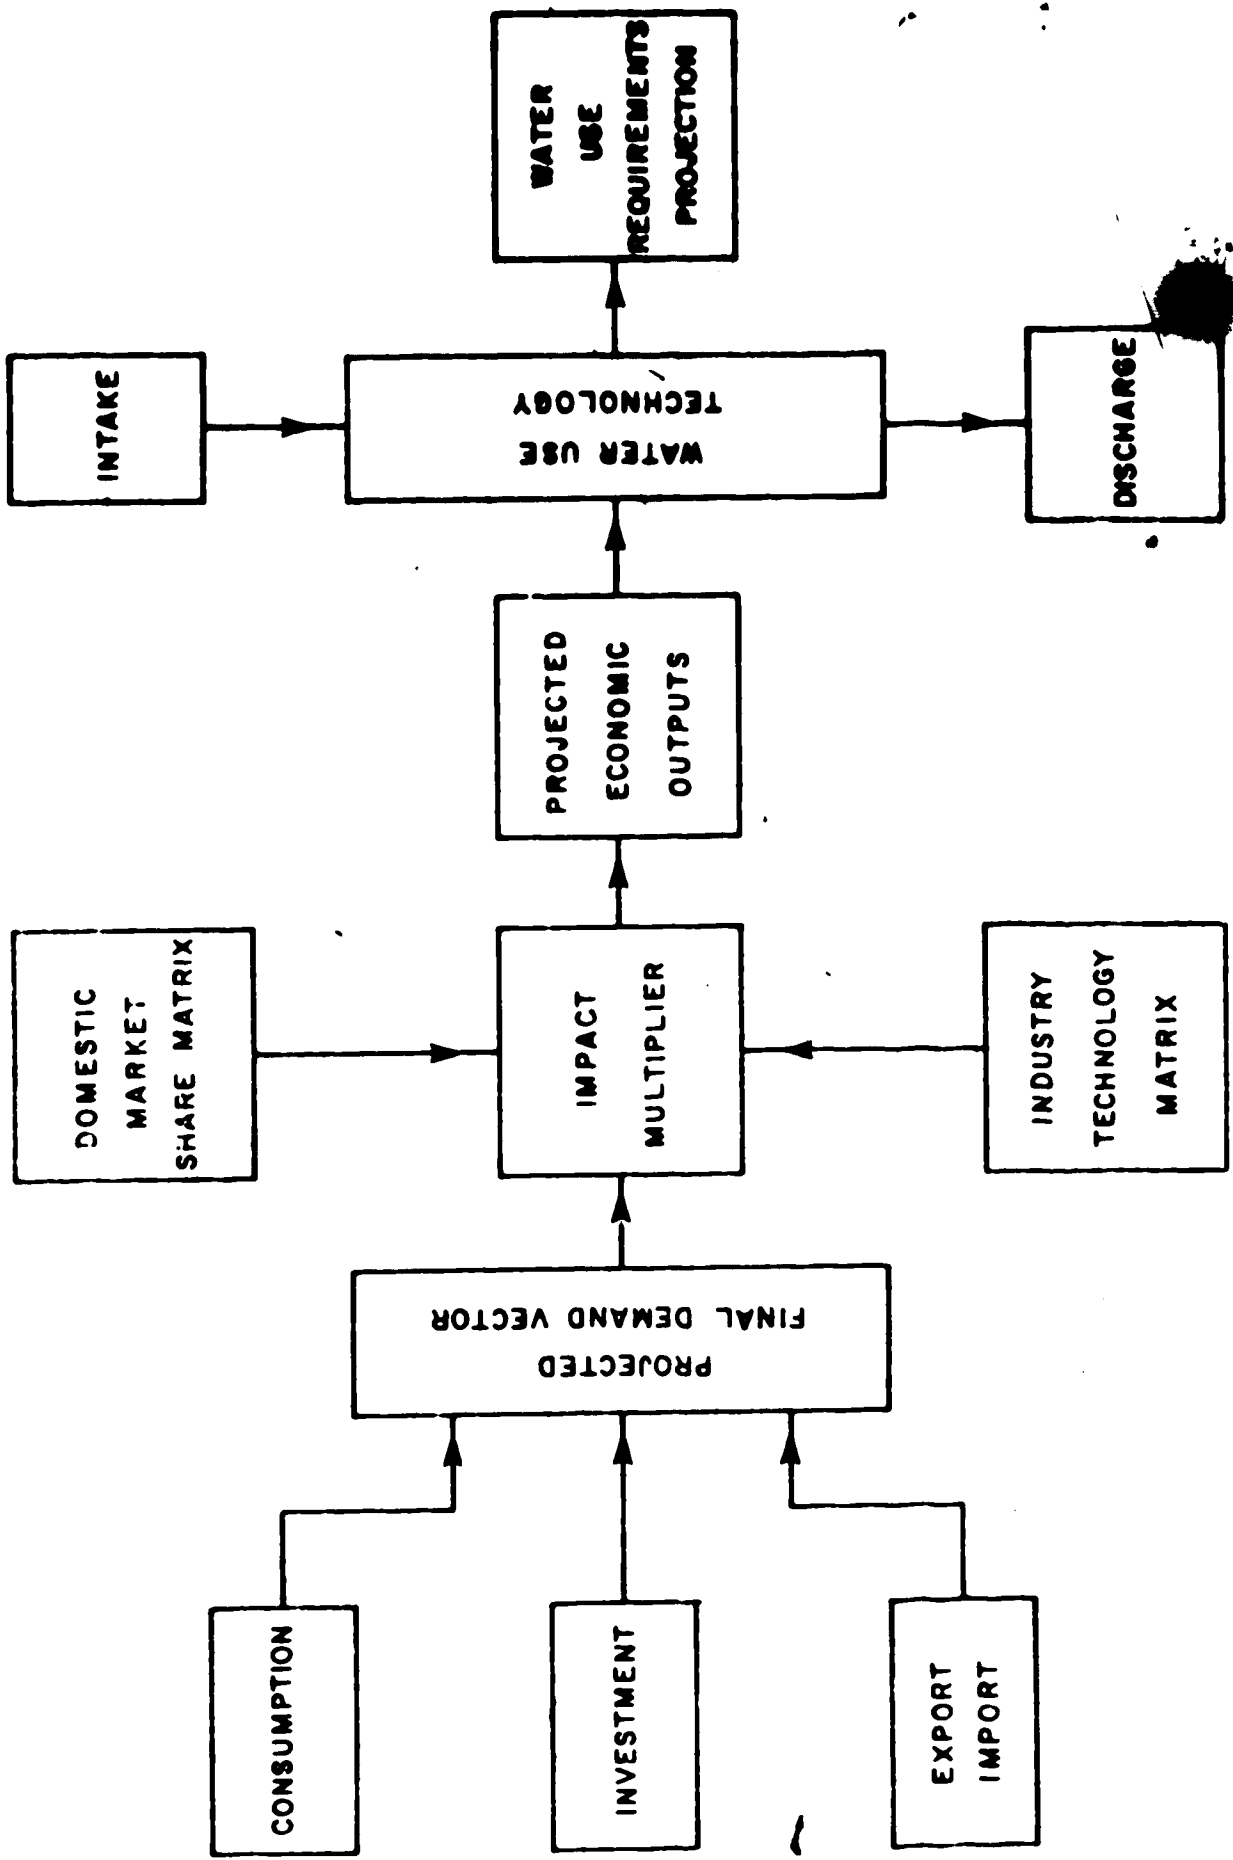 CONSUMPTION
INVESTMENT
EXPORT
IMPORT
PROJECTED
FINAL DEMAND VECTOR
DOMESTIC
MARKET
SHARE MATRIX
IMPACT
MULTIPLIER
INDUSTRY
TECHNOLOGY
MATRIX
PROJECTED
ECONOMIC
OUTPUTS
INTAKE
WATER USE
TECHNOLOGY
DISCHARGE
WATER
USE
REQUIREMENTS
PROJECTION